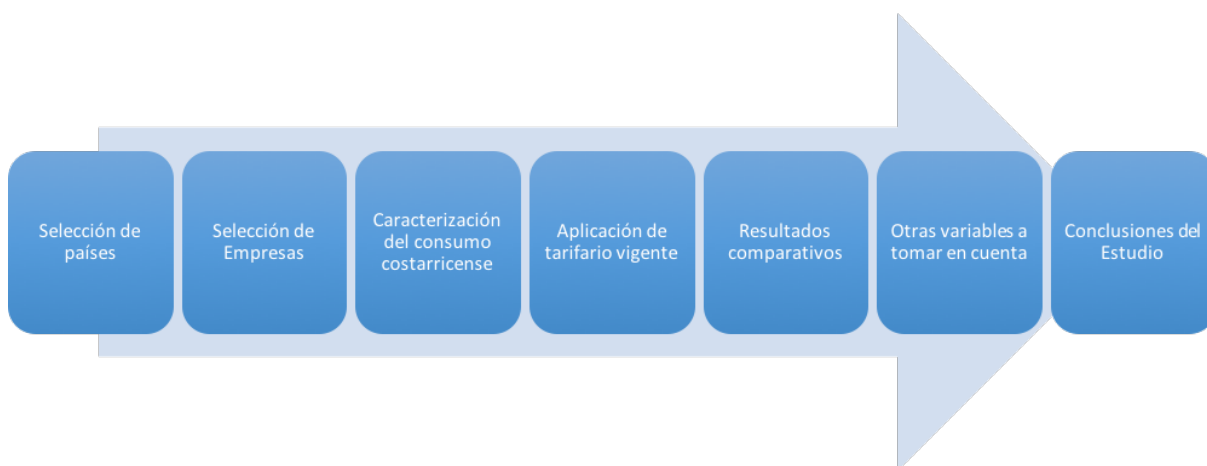 Selección de
países
Selección de
Empresas
Caracterización
del consumo
costarricense
Aplicación de
tarifario vigente
Resultados
comparativos
Otras variables a
tomar en cuenta
Conclusiones del
Estudio